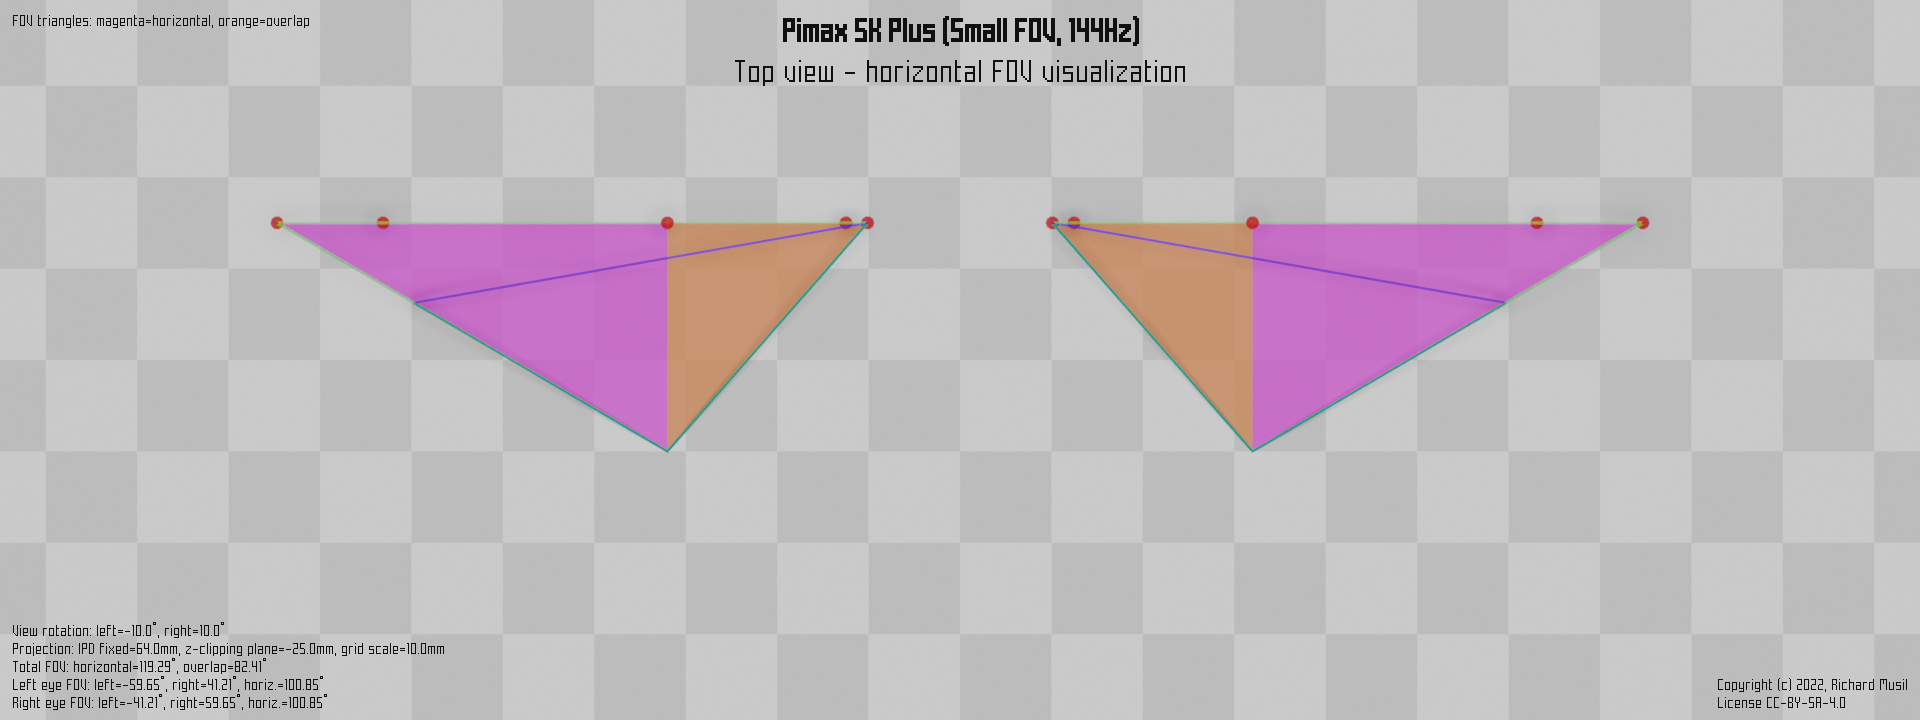 FOV triangles: magenta=horizontal, orange=overlap
Pimax 5K Plus (Small FOV, 144Hz)
Top view - horizontal FOV visualization
View rotation: left=-10.0°, right=10.0°
Projection: IPD fixed=64.0mm, z-clipping plane=-25.0mm, grid scale=10.0mm
Total FOV: horizontal=119.29°, overlap=82.41°
Left eye FOV: left=-59.65°, right=41.21°, horiz.=100.85°
Right eye FOV: left=-41.21°, right=59.65°, horiz.=100.85°
Copyright (c) 2022, Richard Musil
License CC-BY-SA-4.0